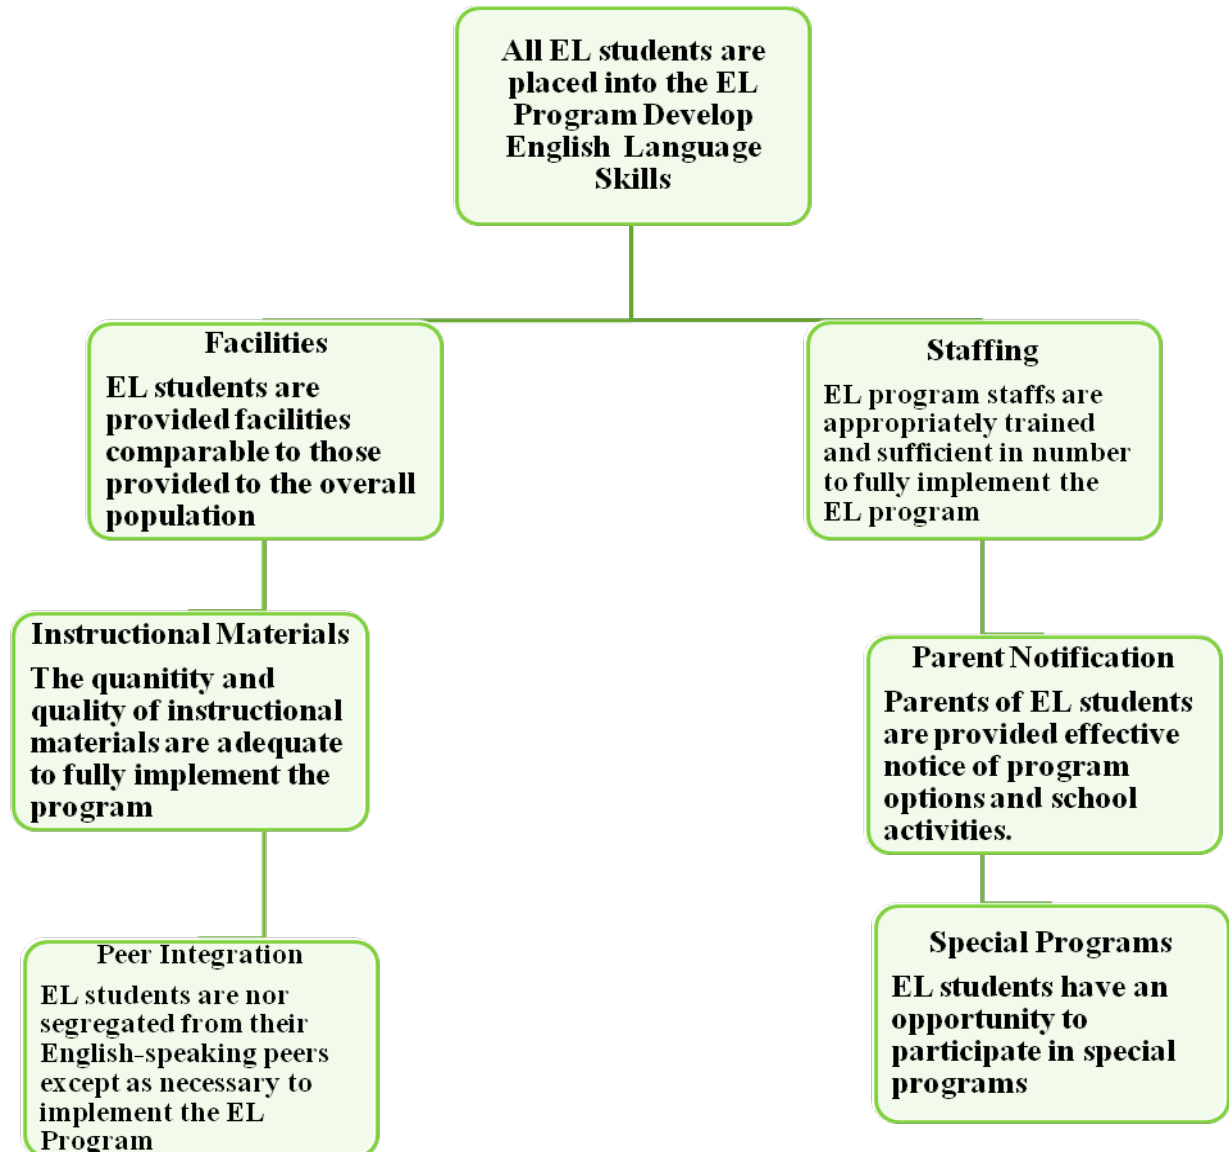 All EL students are
placed into the EL
Program Develop
English Language
Skills
Facilities
EL students are
provided facilities
comparable to those
provided to the overall
population
Staffing
EL program staffs are
appropriately trained
and sufficient in number
to fully implement the
EL program
Instructional Materials
The quanitity and
quality of instructional
materials are adequate
to fully implement the
program
Parent Notification
Parents of EL students
are provided effective
notice of program
options and school
activities.
Peer Integration
EL students are nor
segregated from their
English-speaking peers
except as necessary to
implement the EL
Program
Special Programs
EL students have an
opportunity to
participate in special
programs